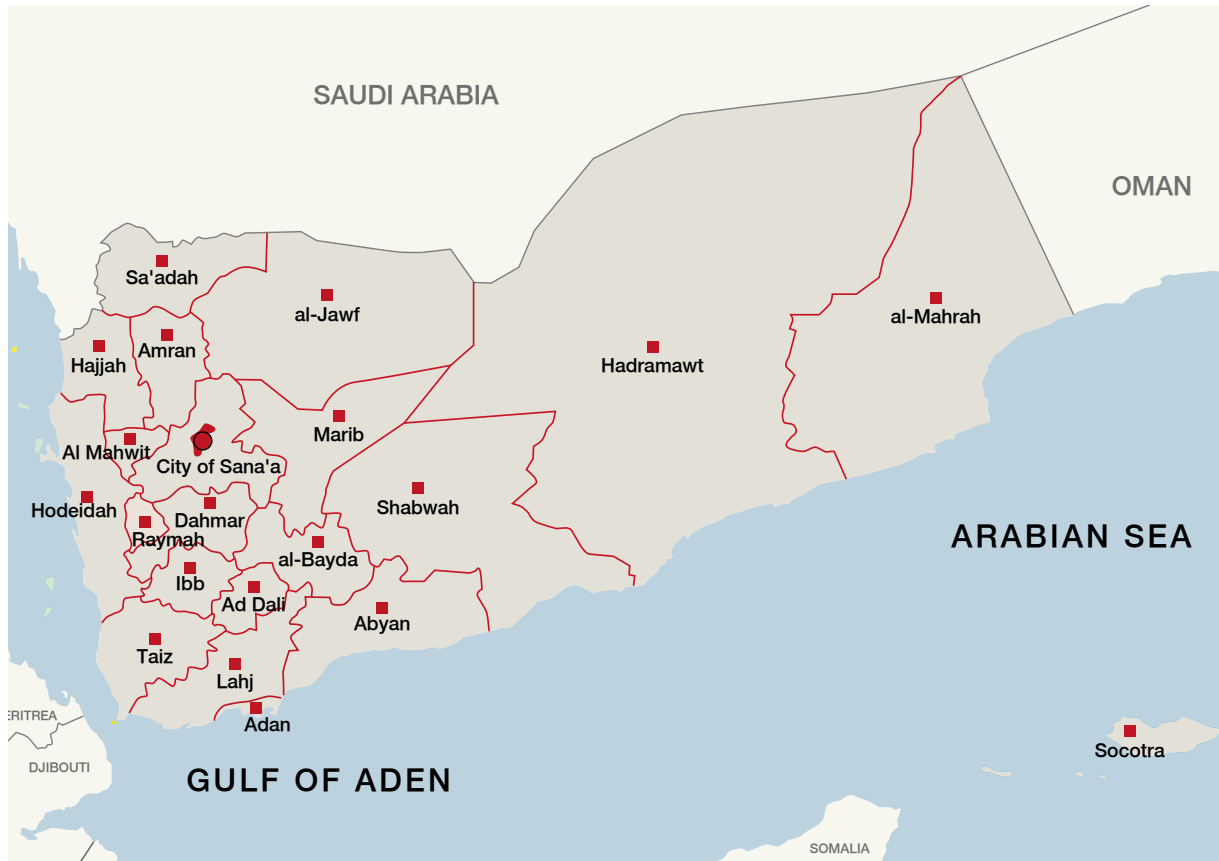 SAUDI ARABIA
OMAN
Sa'adah
al-Jawf
al-Mahrah
Amran
Hajjah
Hadramawt
Marib
Al Mahwit
City of Sana'a
Shabwah
Hodeidah
Dahmar
Raymah
ARABIAN SEA
al-Bayda
Ibb
Ad Dali
Abyan
Taiz
Lahj
ERITREA
Adan
Socotra
DJIBOUTI
GULF OF ADEN
SOMALIA